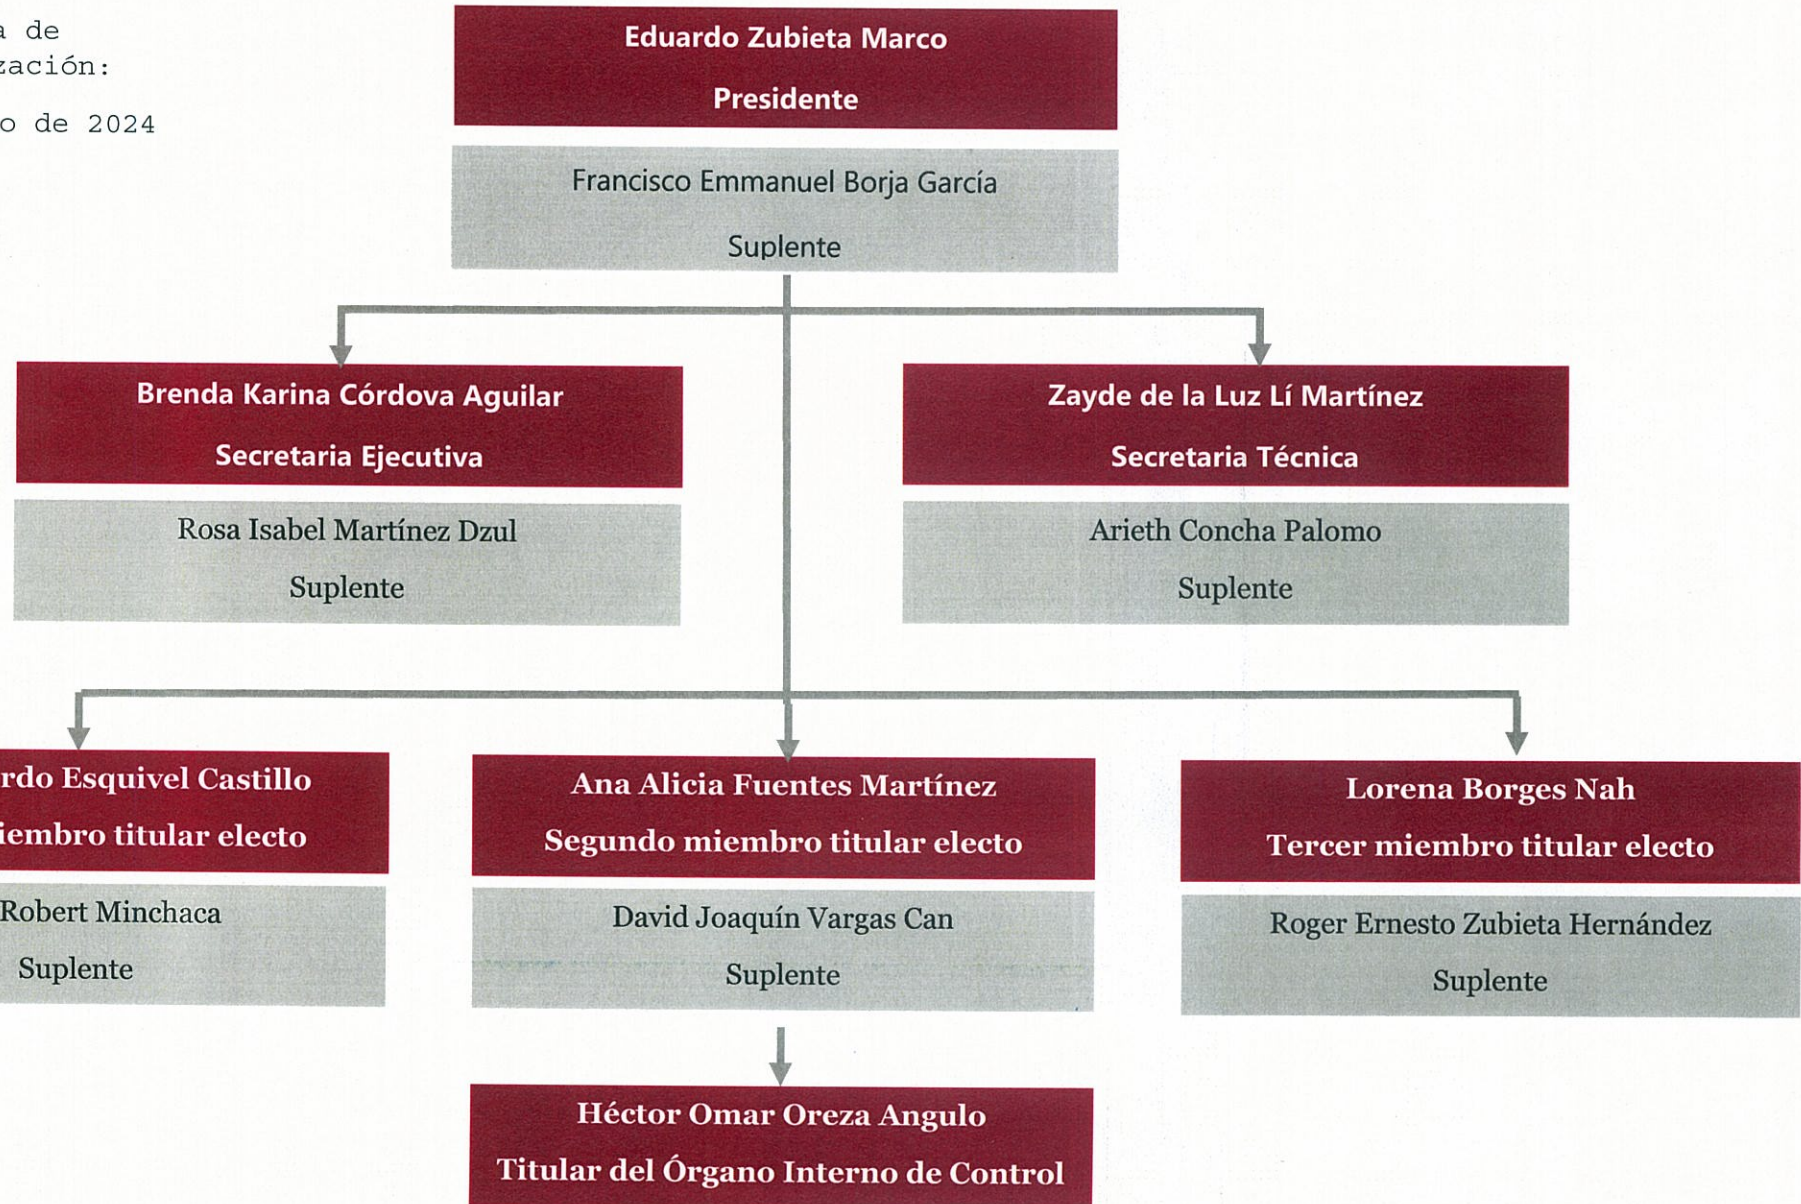 de
zación:
o de 2024
Eduardo Zubieta Marco
Presidente
Francisco Emmanuel Borja García
Suplente
Brenda Karina Córdova Aguilar
Secretaria Ejecutiva
Rosa Isabel Martínez Dzul
Suplente
Zayde de la Luz Lí Martínez
Secretaria Técnica
Arieth Concha Palomo
Suplente
rdo Esquivel Castillo
iembro titular electo
Robert Minchaca
Suplente
Ana Alicia Fuentes Martínez
Segundo miembro titular electo
David Joaquín Vargas Can
Suplente
Lorena Borges Nah
Tercer miembro titular electo
Roger Ernesto Zubieta Hernández
Suplente
Héctor Omar Oreza Angulo
Titular del Órgano Interno de Control